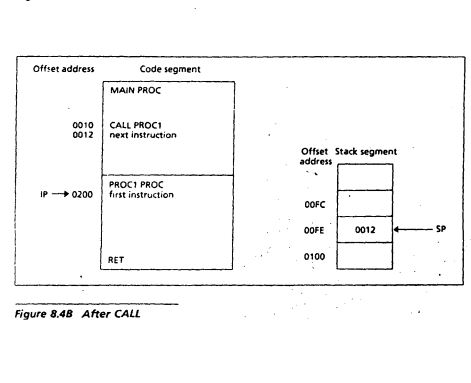 Offset address Code segment
MAIN PROC
0010 CALL PROC1
0012 next instruction
Offset Stack segment
address
PROC1 PROC
IP 0200 first instruction
00FC
00FE 0012 SP
RET
0100
Figure 8.4B After CALL